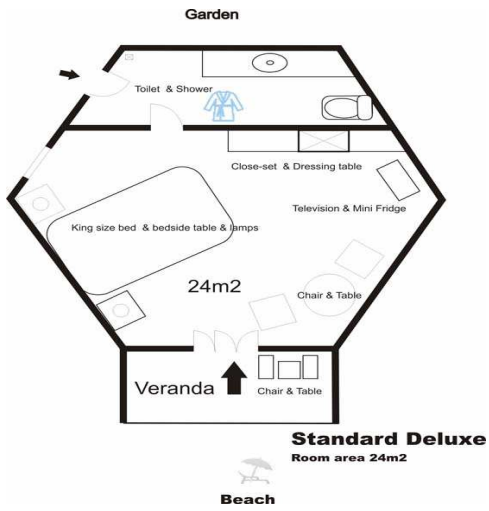 Garden
Toilet & Shower
Close-set & Dressing table
Television & Mini Fridge
King size bed & bedside table & lamps
24m2
Chair & Table
Veranda
Chair & Table
Standard Deluxe
Room area 24m2
Beach